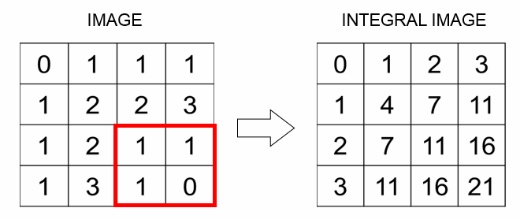 IMAGE INTEGRAL IMAGE
0 1 1 1 0 1 2 3
1 2 2 3 1 4 7 11
1 2 1 1 2 7 11 16
1 3 1 0 3 11 16 21